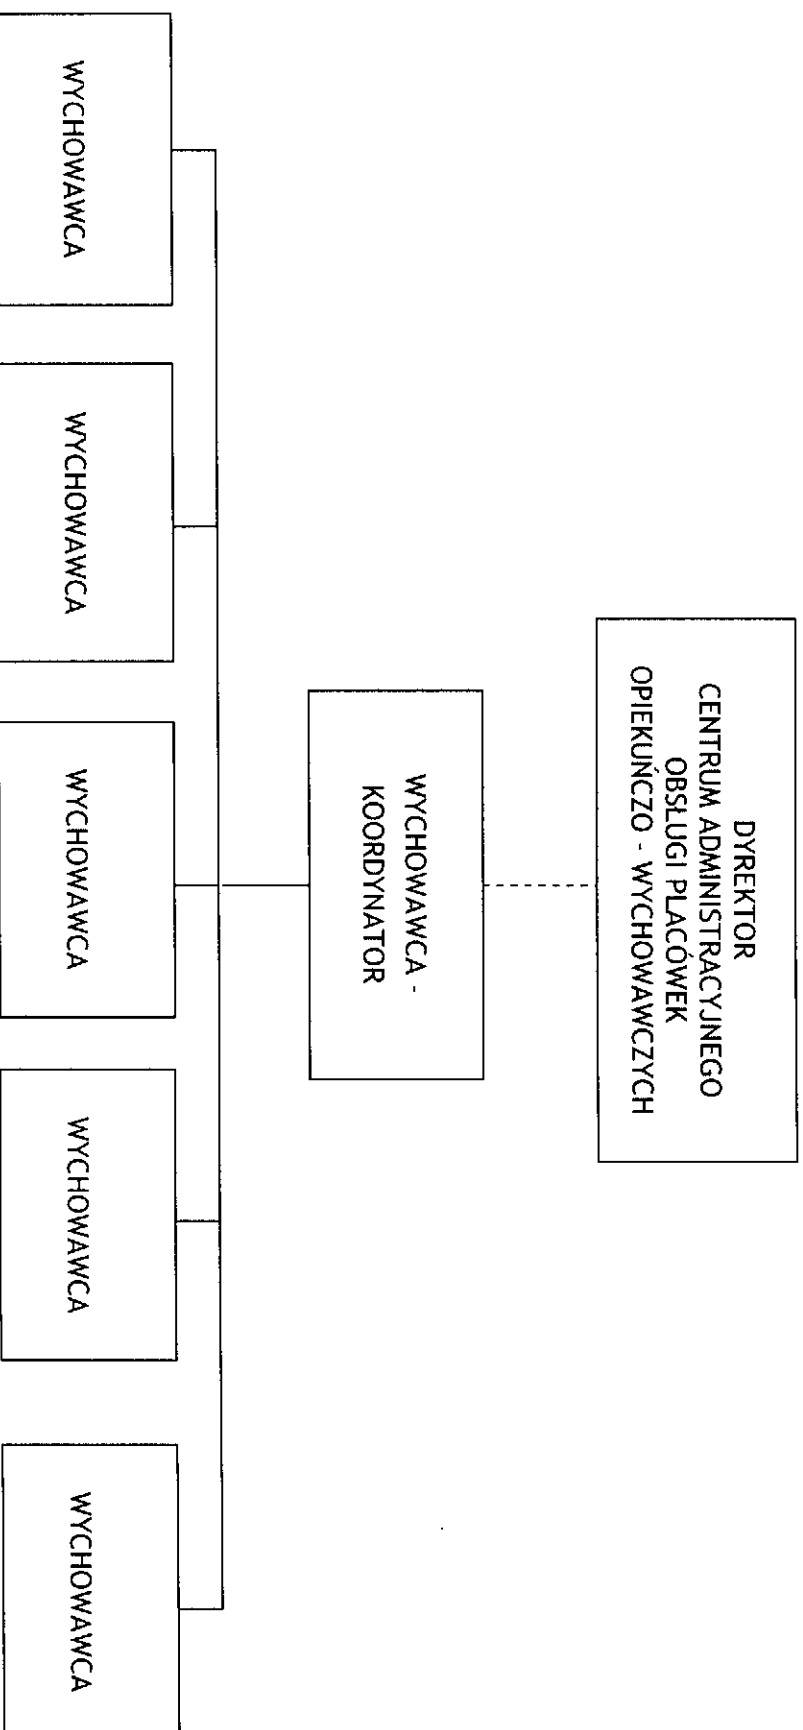 DYREKTOR
CENTRUM ADMINISTRACYJNEGO
OBSŁUGI PLACÓWEK
OPIEKUŃCZO - WYCHOWAWCZYCH
WYCHOWAWCA -
KOORDYNATOR
WYCHOWAWCA
WYCHOWAWCA
WYCHOWAWCA
WYCHOWAWCA
WYCHOWAWCA